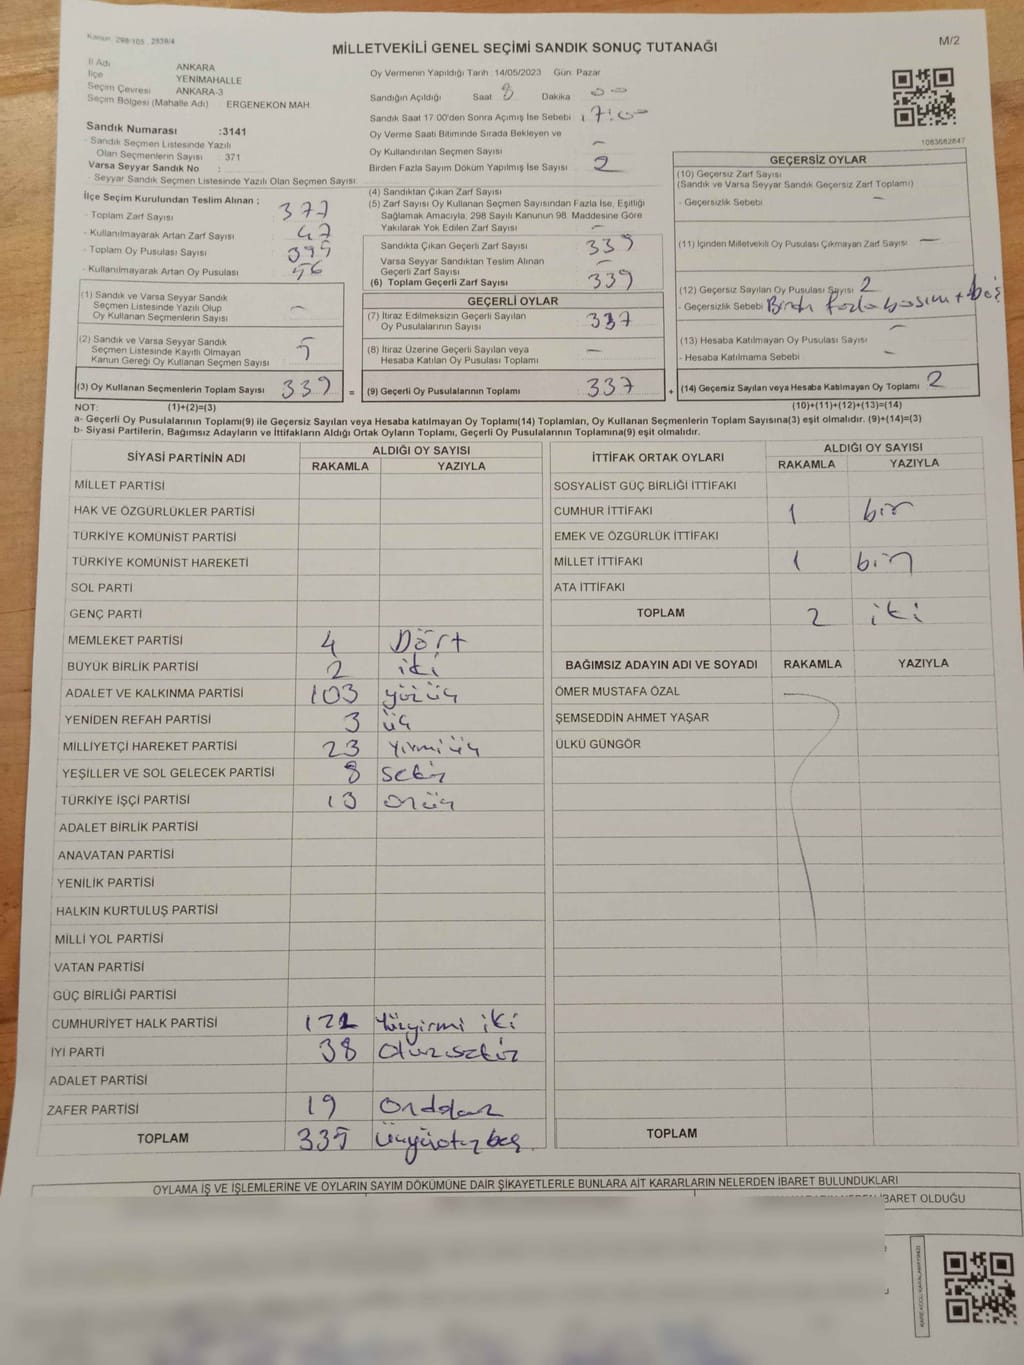 Kanun: 298/105, 2839/4
MİLLETVEKİLİ GENEL SEÇİMİ SANDIK SONUÇ TUTANAĞI
M/2
İl Adı ANKARA
İlçe YENİMAHALLE
Seçim Çevresi ANKARA-3
Seçim Bölgesi (Mahalle Adı) ERGENEKON MAH
Sandık Numarası :3141
- Sandık Seçmen Listesinde Yazılı Olan Seçmenlerin Sayısı : 371
Varsa Seyyar Sandık No :
- Seyyar Sandık Seçmen Listesinde Yazılı Olan Seçmen Sayısı:
Oy Vermenin Yapıldığı Tarih :14/05/2023 Gün: Pazar
Sandığın Açıldığı Saat 8 Dakika 00
Sandık Saat 17.00'den Sonra Açılmış İse Sebebi 17:0-
Oy Verme Saati Bitiminde Sırada Bekleyen ve
Oy Kullandırılan Seçmen Sayısı -
Birden Fazla Sayım Döküm Yapılmış İse Sayısı 2
1083682847
İlçe Seçim Kurulundan Teslim Alınan :
- Toplam Zarf Sayısı 377
- Kullanılmayarak Artan Zarf Sayısı 47
- Toplam Oy Pusulası Sayısı 395
- Kullanılmayarak Artan Oy Pusulası 56
(1) Sandık ve Varsa Seyyar Sandık
Seçmen Listesinde Yazılı Olup
Oy Kullanan Seçmenlerin Sayısı -
(2) Sandık ve Varsa Seyyar Sandık
Seçmen Listesinde Kayıtlı Olmayan
Kanun Gereği Oy Kullanan Seçmen Sayısı 5
(3) Oy Kullanan Seçmenlerin Toplam Sayısı 339 =
(4) Sandıktan Çıkan Zarf Sayısı
(5) Zarf Sayısı Oy Kullanan Seçmen Sayısından Fazla İse, Eşitliği
Sağlamak Amacıyla, 298 Sayılı Kanunun 98. Maddesine Göre
Yakılarak Yok Edilen Zarf Sayısı -
Sandıkta Çıkan Geçerli Zarf Sayısı 339
Varsa Seyyar Sandıktan Teslim Alınan
Geçerli Zarf Sayısı -
(6) Toplam Geçerli Zarf Sayısı 339
GEÇERLİ OYLAR
(7) İtiraz Edilmeksizin Geçerli Sayılan
Oy Pusulalarının Sayısı 337
(8) İtiraz Üzerine Geçerli Sayılan veya
Hesaba Katılan Oy Pusulası Toplamı -
(9) Geçerli Oy Pusulalarının Toplamı 337 +
GEÇERSİZ OYLAR
(10) Geçersiz Zarf Sayısı
(Sandık ve Varsa Seyyar Sandık Geçersiz Zarf Toplamı)
- Geçersizlik Sebebi -
(11) İçinden Milletvekili Oy Pusulası Çıkmayan Zarf Sayısı -
(12) Geçersiz Sayılan Oy Pusulası Sayısı 2
- Geçersizlik Sebebi Birden fazla basım + boş
(13) Hesaba Katılmayan Oy Pusulası Sayısı -
- Hesaba Katılmama Sebebi -
(14) Geçersiz Sayılan veya Hesaba Katılmayan Oy Toplamı 2
NOT: (1)+(2)=(3) (10)+(11)+(12)+(13)=(14)
a- Geçerli Oy Pusulalarının Toplamı(9) ile Geçersiz Sayılan veya Hesaba katılmayan Oy Toplamı(14) Toplamları, Oy Kullanan Seçmenlerin Toplam Sayısına(3) eşit olmalıdır. (9)+(14)=(3)
b- Siyasi Partilerin, Bağımsız Adayların ve İttifakların Aldığı Ortak Oyların Toplamı, Geçerli Oy Pusulalarının Toplamına(9) eşit olmalıdır.
SİYASİ PARTİNİN ADI ALDIĞI OY SAYISI
RAKAMLA YAZIYLA
MİLLET PARTİSİ
HAK VE ÖZGÜRLÜKLER PARTİSİ
TÜRKİYE KOMÜNİST PARTİSİ
TÜRKİYE KOMÜNİST HAREKETİ
SOL PARTİ
GENÇ PARTİ
MEMLEKET PARTİSİ 4 Dört
BÜYÜK BİRLİK PARTİSİ 2 iki
ADALET VE KALKINMA PARTİSİ 103 yüzüç
YENİDEN REFAH PARTİSİ 3 üç
MİLLİYETÇİ HAREKET PARTİSİ 23 yirmiüç
YEŞİLLER VE SOL GELECEK PARTİSİ 8 sekiz
TÜRKİYE İŞÇİ PARTİSİ 13 onüç
ADALET BİRLİK PARTİSİ
ANAVATAN PARTİSİ
YENİLİK PARTİSİ
HALKIN KURTULUŞ PARTİSİ
MİLLİ YOL PARTİSİ
VATAN PARTİSİ
GÜÇ BİRLİĞİ PARTİSİ
CUMHURİYET HALK PARTİSİ 122 Yüzyirmi iki
İYİ PARTİ 38 Otuzsekiz
ADALET PARTİSİ
ZAFER PARTİSİ 19 Ondokuz
TOPLAM 335 Üçyüzotuzbeş
İTTİFAK ORTAK OYLARI ALDIĞI OY SAYISI
RAKAMLA YAZIYLA
SOSYALİST GÜÇ BİRLİĞİ İTTİFAKI
CUMHUR İTTİFAKI 1 bir
EMEK VE ÖZGÜRLÜK İTTİFAKI
MİLLET İTTİFAKI 1 bir
ATA İTTİFAKI
TOPLAM 2 iki
BAĞIMSIZ ADAYIN ADI VE SOYADI RAKAMLA YAZIYLA
ÖMER MUSTAFA ÖZAL
ŞEMSEDDİN AHMET YAŞAR
ÜLKÜ GÜNGÖR
TOPLAM
OYLAMA İŞ VE İŞLEMLERİNE VE OYLARIN SAYIM DÖKÜMÜNE DAİR ŞİKAYETLERLE BUNLARA AİT KARARLARIN NELERDEN İBARET BULUNDUKLARI
İBARET OLDUĞU